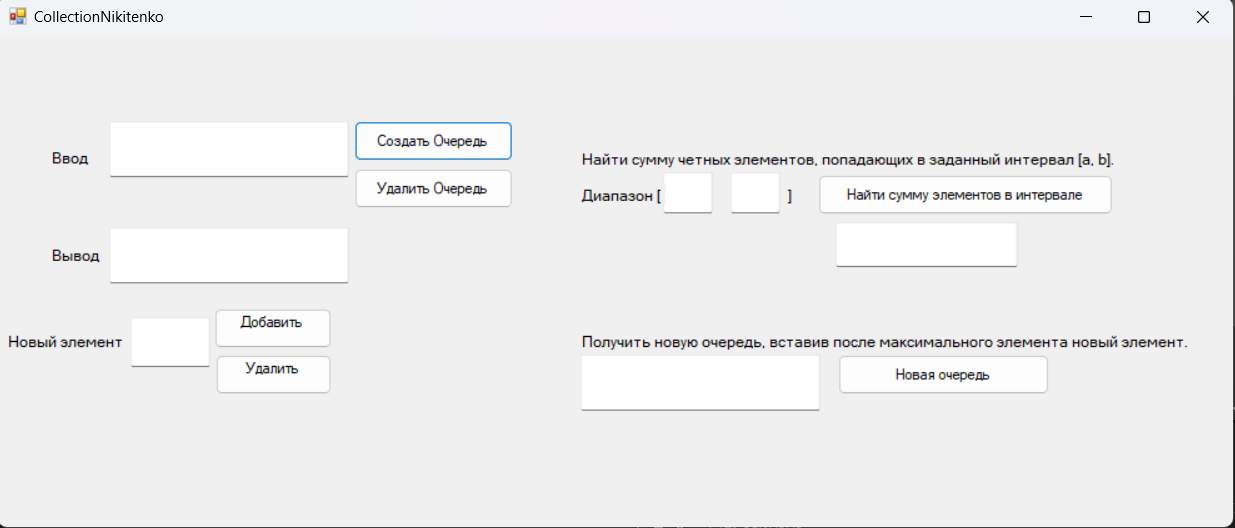 CollectionNikitenko
Ввод
Создать Очередь
Удалить Очередь
Вывод
Новый элемент
Добавить
Удалить
Найти сумму четных элементов, попадающих в заданный интервал [a, b].
Диапазон [ ]
Найти сумму элементов в интервале
Получить новую очередь, вставив после максимального элемента новый элемент.
Новая очередь